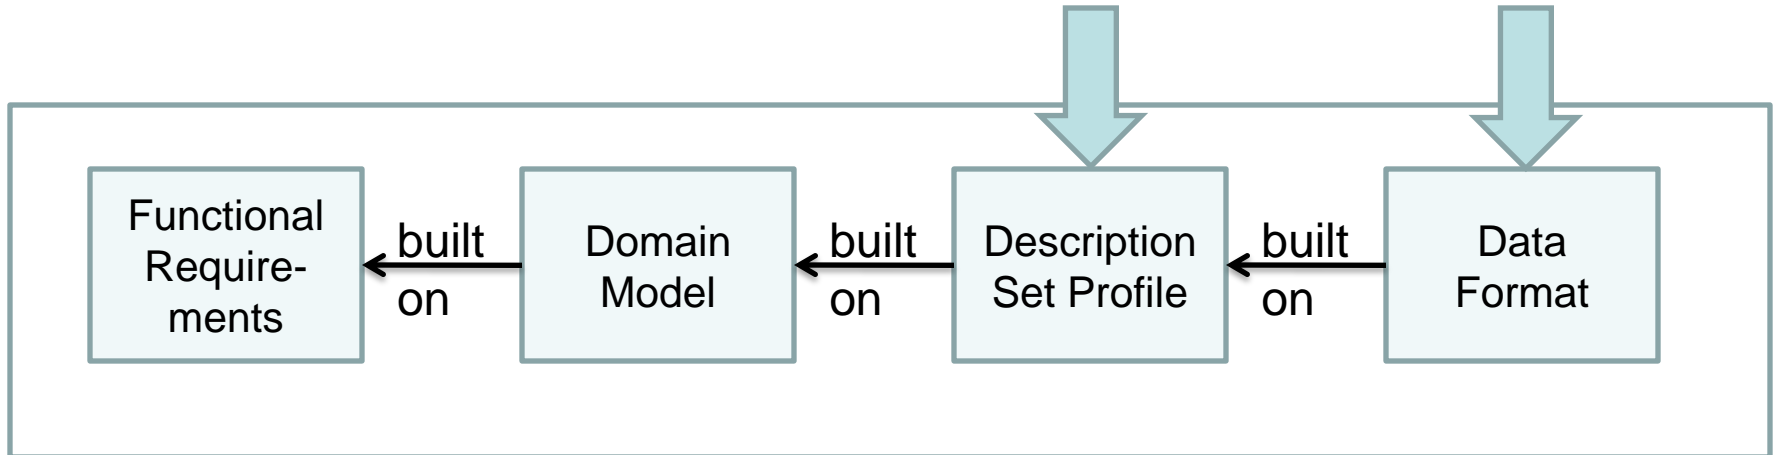 Functional
Require-
ments
built
on
Domain
Model
built
on
Description
Set Profile
built
on
Data
Format